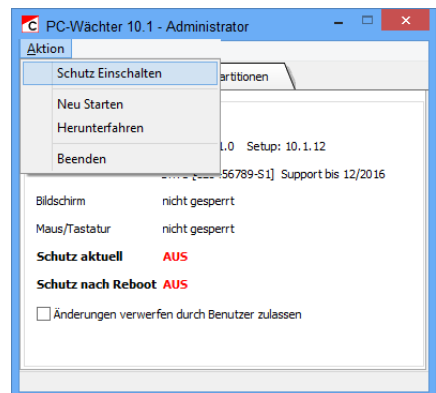 PC-Wächter 10.1 - Administrator
Aktion
Schutz Einschalten
Neu Starten
Herunterfahren
Beenden
artitionen
.0 Setup: 10.1.12
56789-S1] Support bis 12/2016
Bildschirm nicht gesperrt
Maus/Tastatur nicht gesperrt
Schutz aktuell AUS
Schutz nach Reboot AUS
Änderungen verwerfen durch Benutzer zulassen